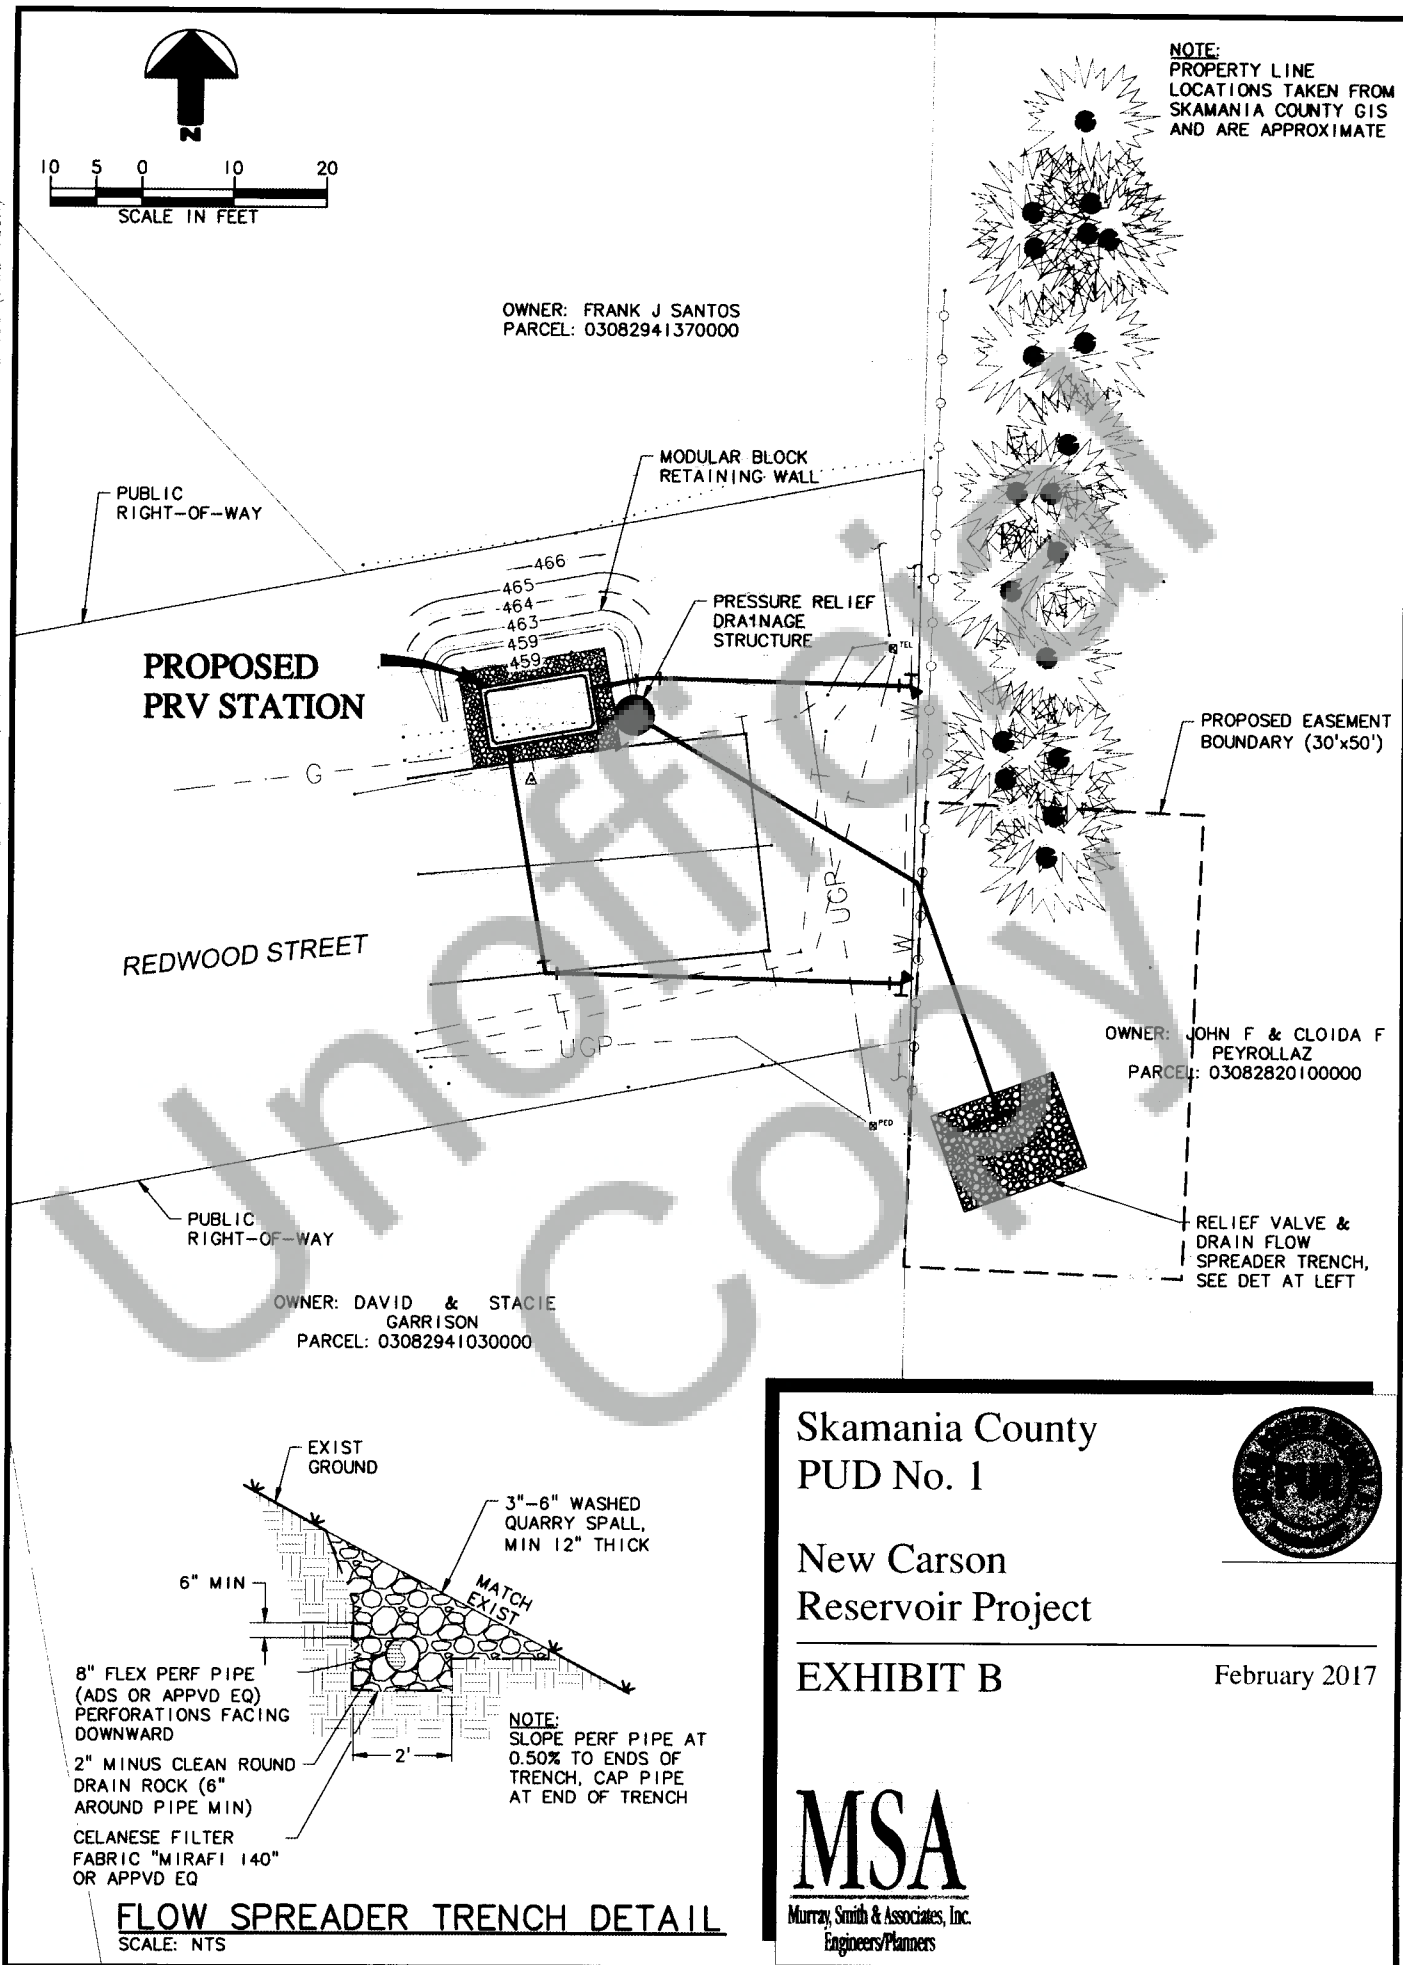 NOTE:
PROPERTY LINE
LOCATIONS TAKEN FROM
SKAMANIA COUNTY GIS
AND ARE APPROXIMATE
N
10 5 0 10 20
SCALE IN FEET
OWNER: FRANK J SANTOS
PARCEL: 03082941370000
MODULAR BLOCK
RETAINING WALL
PUBLIC
RIGHT-OF-WAY
466
465
464
463
459
459
PRESSURE RELIEF
DRAINAGE
STRUCTURE
TEL
PROPOSED
PRV STATION
PROPOSED EASEMENT
BOUNDARY (30'x50')
G
W
T
T
UGP
W
REDWOOD STREET
T
T
UGP
OWNER: JOHN F & CLOIDA F
PEYROLLAZ
PARCEL: 03082820100000
PED
PUBLIC
RIGHT-OF-WAY
RELIEF VALVE &
DRAIN FLOW
SPREADER TRENCH,
SEE DET AT LEFT
OWNER: DAVID & STACIE
GARRISON
PARCEL: 03082941030000
Unofficial
Copy
EXIST
GROUND
3"-6" WASHED
QUARRY SPALL,
MIN 12" THICK
MATCH
EXIST
6" MIN
8" FLEX PERF PIPE
(ADS OR APPVD EQ)
PERFORATIONS FACING
DOWNWARD
2'
2" MINUS CLEAN ROUND
DRAIN ROCK (6"
AROUND PIPE MIN)
CELANESE FILTER
FABRIC "MIRAFI 140"
OR APPVD EQ
NOTE:
SLOPE PERF PIPE AT
0.50% TO ENDS OF
TRENCH, CAP PIPE
AT END OF TRENCH
FLOW SPREADER TRENCH DETAIL
SCALE: NTS
Skamania County
PUD No. 1
PUD
New Carson
Reservoir Project
EXHIBIT B
February 2017
MSA
Murray, Smith & Associates, Inc.
Engineers/Planners